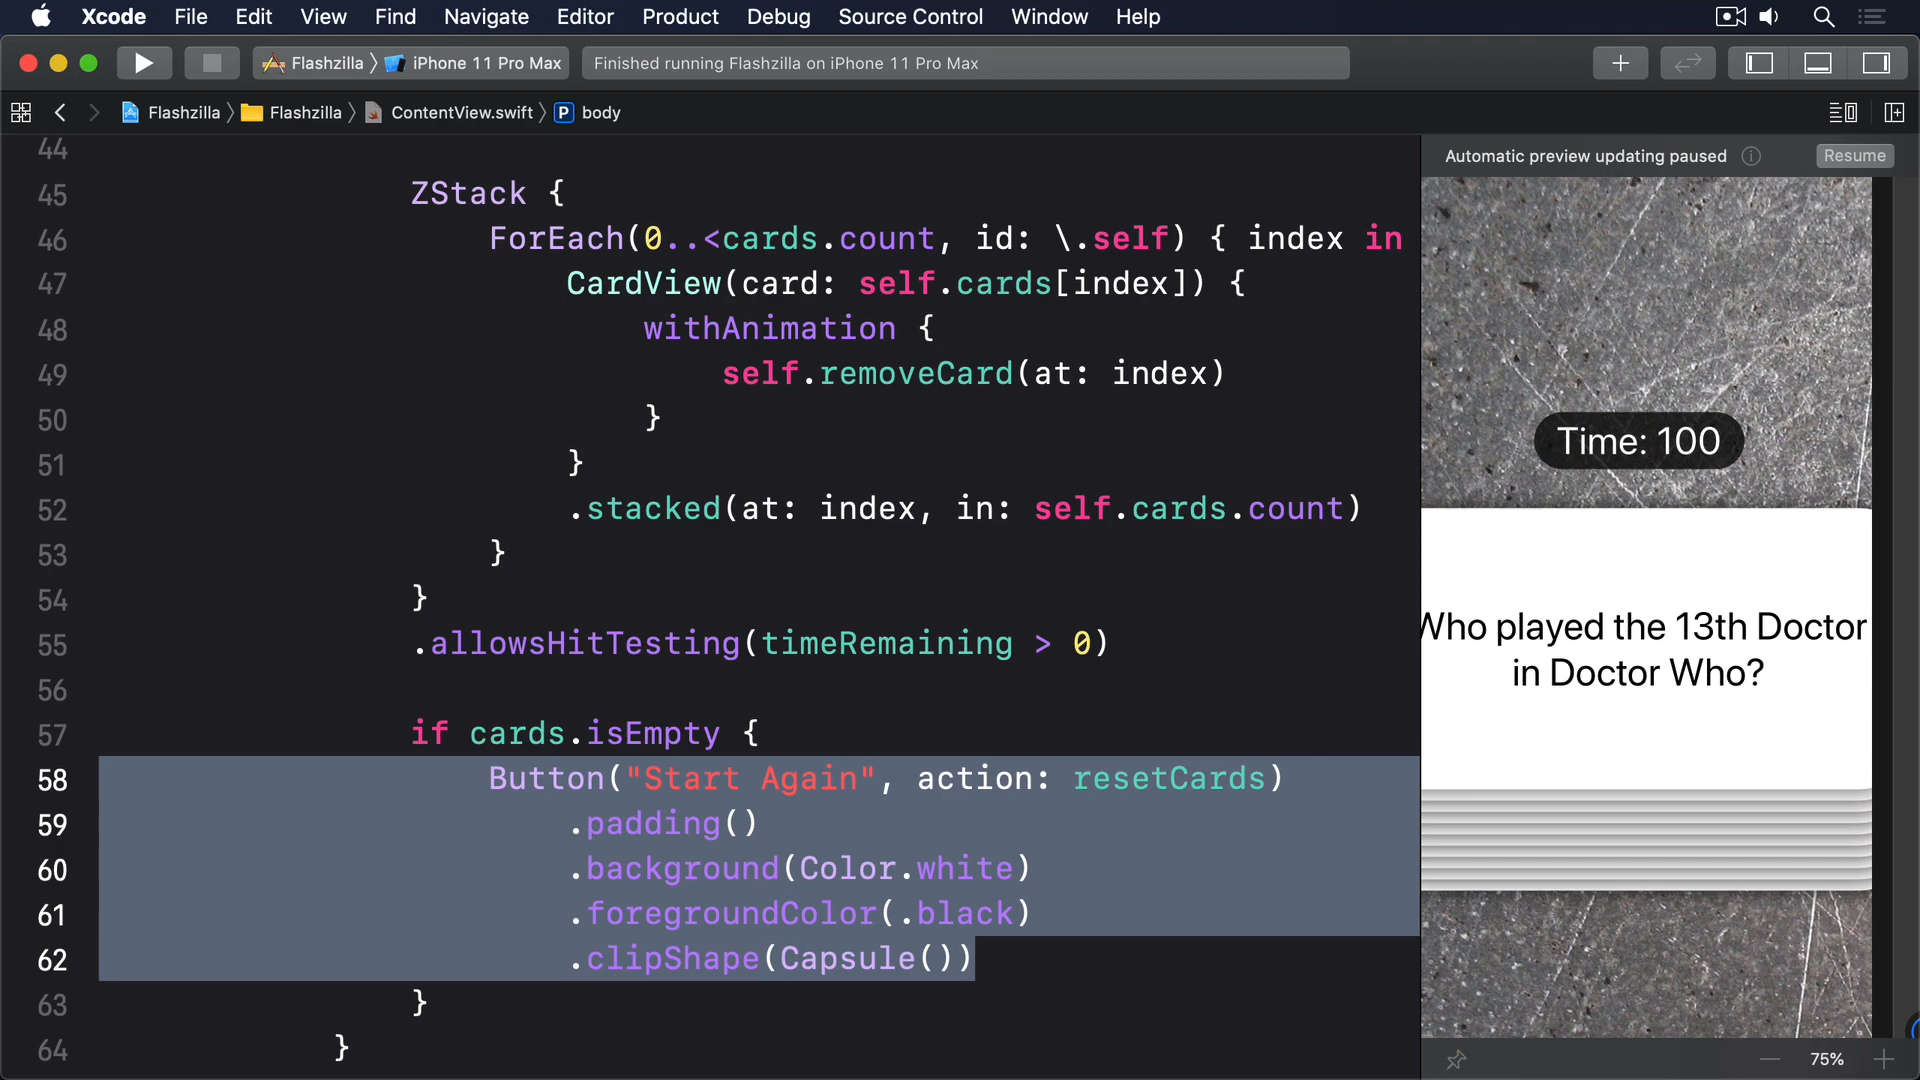 Xcode File Edit View Find Navigate Editor Product Debug Source Control Window Help
Flashzilla iPhone 11 Pro Max Finished running Flashzilla on iPhone 11 Pro Max
Flashzilla Flashzilla ContentView.swift P body
44
45 ZStack {
46 ForEach(0..<cards.count, id: \.self) { index in
47 CardView(card: self.cards[index]) {
48 withAnimation {
49 self.removeCard(at: index)
50 }
51 }
52 .stacked(at: index, in: self.cards.count)
53 }
54 }
55 .allowsHitTesting(timeRemaining > 0)
56
57 if cards.isEmpty {
58 Button("Start Again", action: resetCards)
59 .padding()
60 .background(Color.white)
61 .foregroundColor(.black)
62 .clipShape(Capsule())
63 }
64 }
Automatic preview updating paused Resume
Time: 100
Who played the 13th Doctor
in Doctor Who?
75%